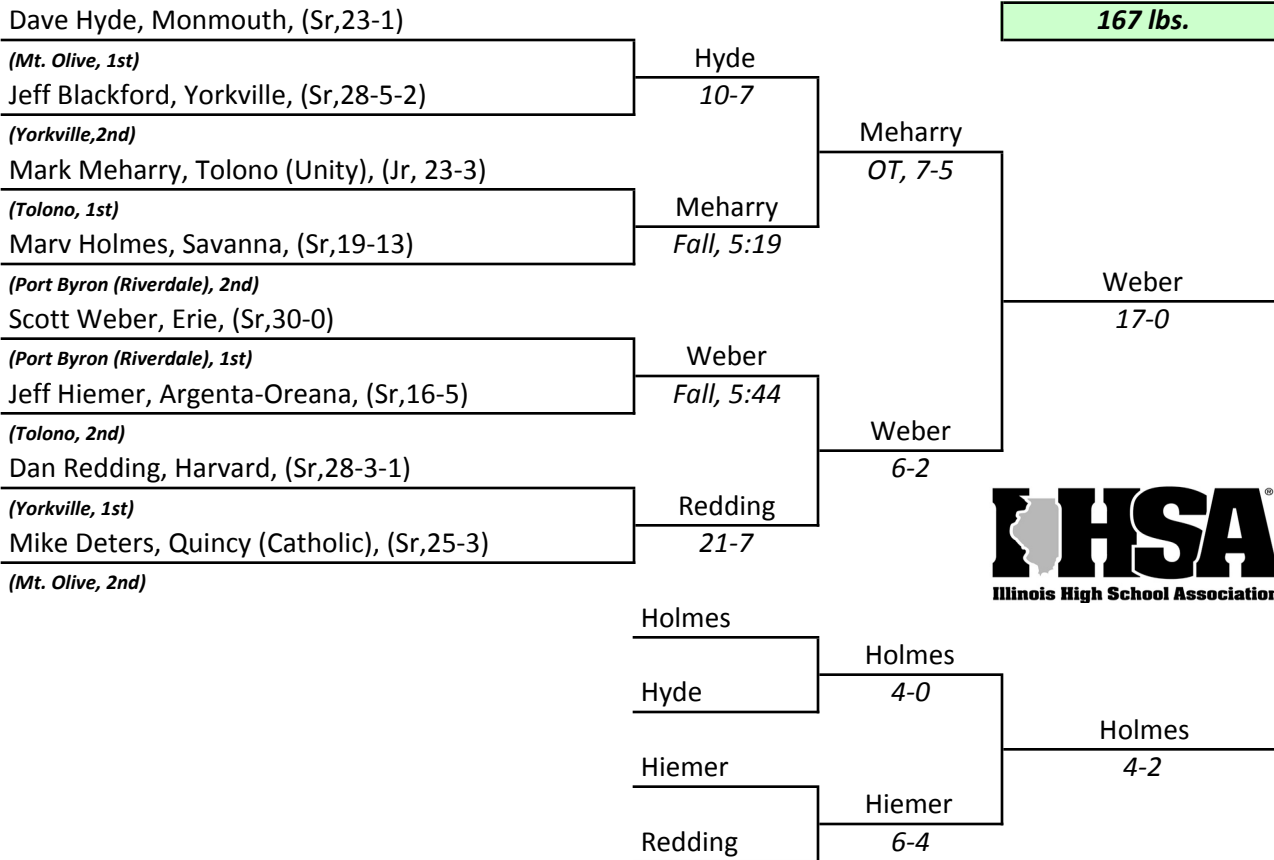 Dave Hyde, Monmouth, (Sr,23-1)
167 lbs.
(Mt. Olive, 1st)
Hyde
Jeff Blackford, Yorkville, (Sr,28-5-2)
10-7
(Yorkville,2nd)
Meharry
Mark Meharry, Tolono (Unity), (Jr, 23-3)
OT, 7-5
(Tolono, 1st)
Meharry
Marv Holmes, Savanna, (Sr,19-13)
Fall, 5:19
(Port Byron (Riverdale), 2nd)
Weber
Scott Weber, Erie, (Sr,30-0)
17-0
(Port Byron (Riverdale), 1st)
Weber
Jeff Hiemer, Argenta-Oreana, (Sr,16-5)
Fall, 5:44
(Tolono, 2nd)
Weber
Dan Redding, Harvard, (Sr,28-3-1)
6-2
(Yorkville, 1st)
Redding
Mike Deters, Quincy (Catholic), (Sr,25-3)
21-7
(Mt. Olive, 2nd)
IHSA®
Illinois High School Association
Holmes
Holmes
Hyde
4-0
Holmes
4-2
Hiemer
Hiemer
Redding
6-4